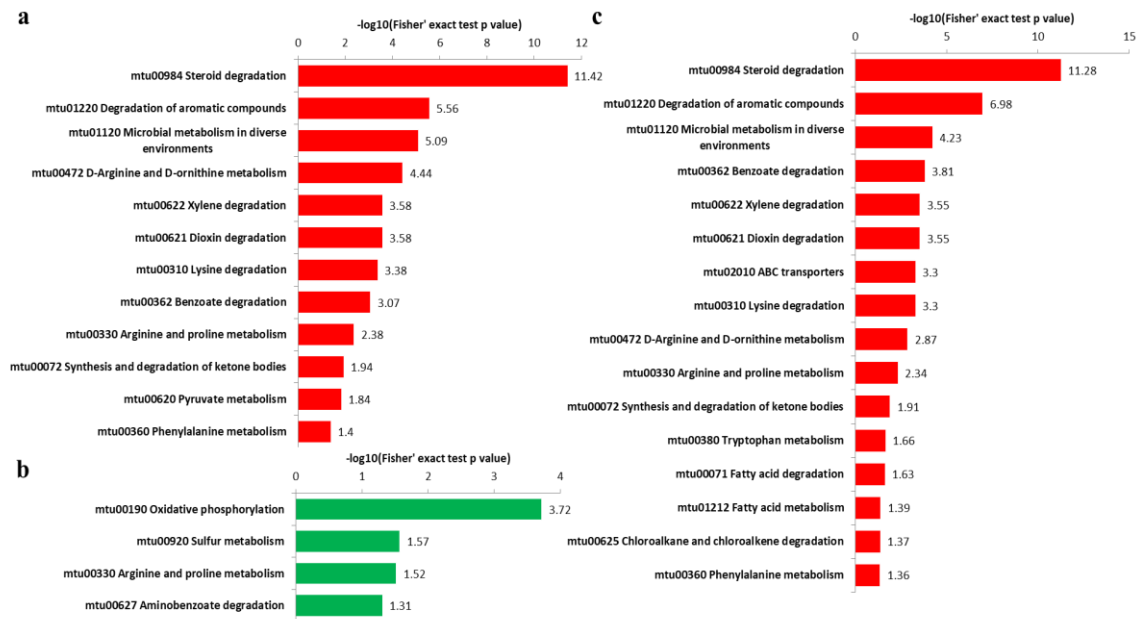 a
-log10(Fisher' exact test p value)
0 2 4 6 8 10 12
mtu00984 Steroid degradation 11.42
mtu01220 Degradation of aromatic compounds 5.56
mtu01120 Microbial metabolism in diverse
environments 5.09
mtu00472 D-Arginine and D-ornithine metabolism 4.44
mtu00622 Xylene degradation 3.58
mtu00621 Dioxin degradation 3.58
mtu00310 Lysine degradation 3.38
mtu00362 Benzoate degradation 3.07
mtu00330 Arginine and proline metabolism 2.38
mtu00072 Synthesis and degradation of ketone bodies 1.94
mtu00620 Pyruvate metabolism 1.84
mtu00360 Phenylalanine metabolism 1.4
b
-log10(Fisher' exact test p value)
0 1 2 3 4
mtu00190 Oxidative phosphorylation 3.72
mtu00920 Sulfur metabolism 1.57
mtu00330 Arginine and proline metabolism 1.52
mtu00627 Aminobenzoate degradation 1.31
c
-log10(Fisher' exact test p value)
0 5 10 15
mtu00984 Steroid degradation 11.28
mtu01220 Degradation of aromatic compounds 6.98
mtu01120 Microbial metabolism in diverse
environments 4.23
mtu00362 Benzoate degradation 3.81
mtu00622 Xylene degradation 3.55
mtu00621 Dioxin degradation 3.55
mtu02010 ABC transporters 3.3
mtu00310 Lysine degradation 3.3
mtu00472 D-Arginine and D-ornithine metabolism 2.87
mtu00330 Arginine and proline metabolism 2.34
mtu00072 Synthesis and degradation of ketone bodies 1.91
mtu00380 Tryptophan metabolism 1.66
mtu00071 Fatty acid degradation 1.63
mtu01212 Fatty acid metabolism 1.39
mtu00625 Chloroalkane and chloroalkene degradation 1.37
mtu00360 Phenylalanine metabolism 1.36